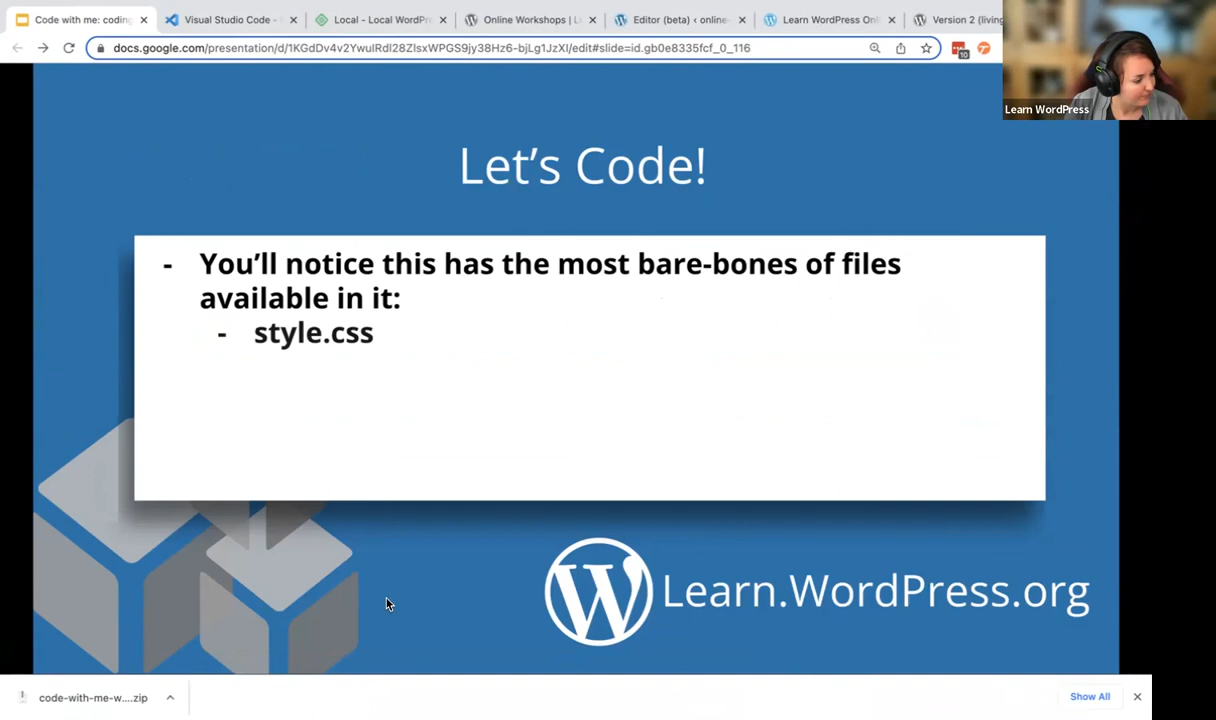 Code with me: coding
Visual Studio Code -
Local - Local WordPr
Online Workshops | L
Editor (beta) ‹ online-
Learn WordPress Onl
Version 2 (living
docs.google.com/presentation/d/1KGdDv4v2YwulRdl28ZlsxWPGS9jy38Hz6-bjLg1JzXI/edit#slide=id.gb0e8335fcf_0_116
10
Learn WordPress
Let's Code!
- You'll notice this has the most bare-bones of files
available in it:
- style.css
Learn.WordPress.org
code-with-me-w....zip
Show All